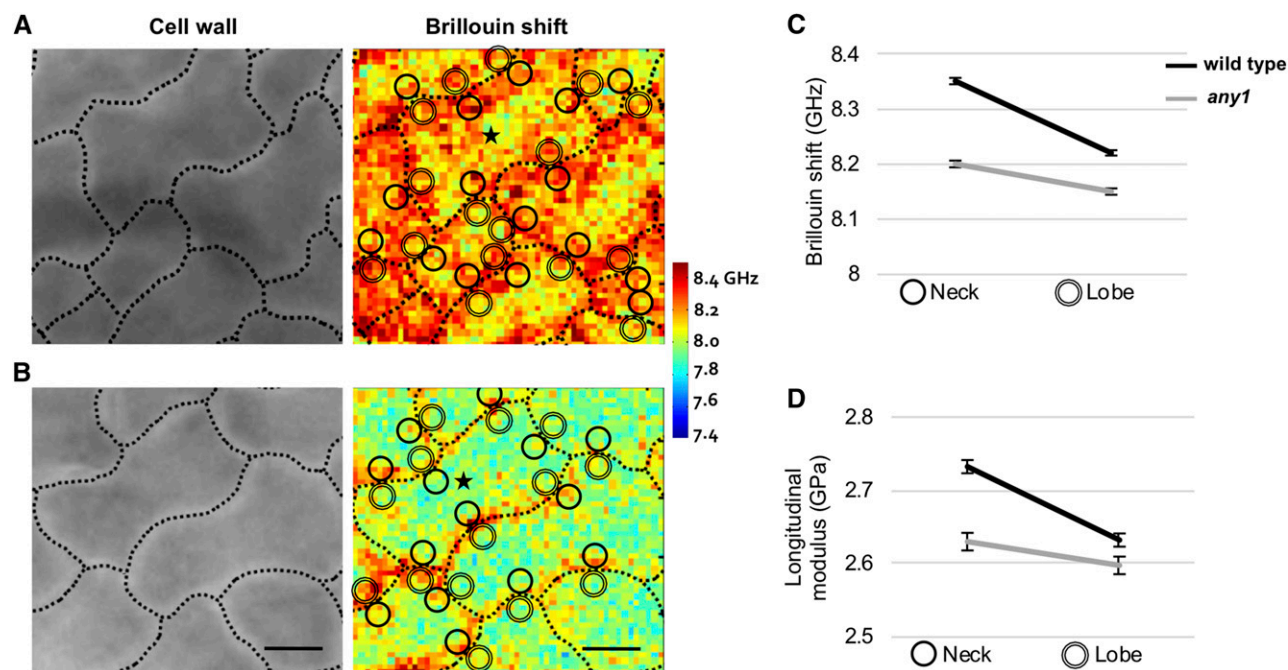 A
Cell wall
Brillouin shift
8.4 GHz
8.2
8.0
7.8
7.6
7.4
B
C
Brillouin shift
(GHz)
8.4
8.3
8.2
8.1
8
Neck
Lobe
wild type
any1
D
Longitudinal
modulus (GPa)
2.8
2.7
2.6
2.5
Neck
Lobe